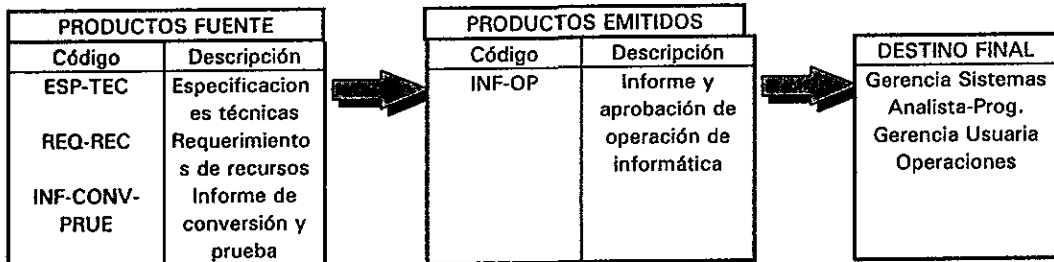 PRODUCTOS FUENTE
Código Descripción
ESP-TEC Especificacion
es técnicas
REQ-REC Requerimiento
s de recursos
INF-CONV- Informe de
PRUE conversión y
prueba
PRODUCTOS EMITIDOS
Código Descripción
INF-OP Informe y
aprobación de
operación de
informática
DESTINO FINAL
Gerencia Sistemas
Analista-Prog.
Gerencia Usuaria
Operaciones